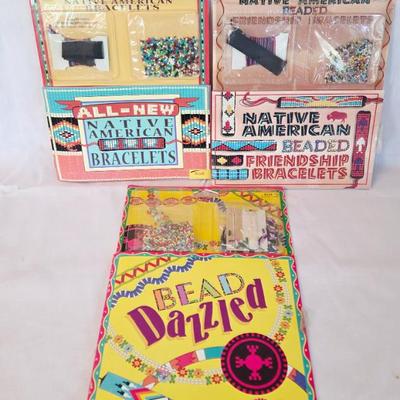 NATIVE AMERICAN
BRACELETS
ALL-NEW
NATIVE
AMERICAN
BRACELETS
NATIVE AMERICAN
BEADED
FRIENDSHIP BRACELETS
NATIVE
AMERICAN
BEADED
FRIENDSHIP
BRACELETS
BEAD
Dazzled